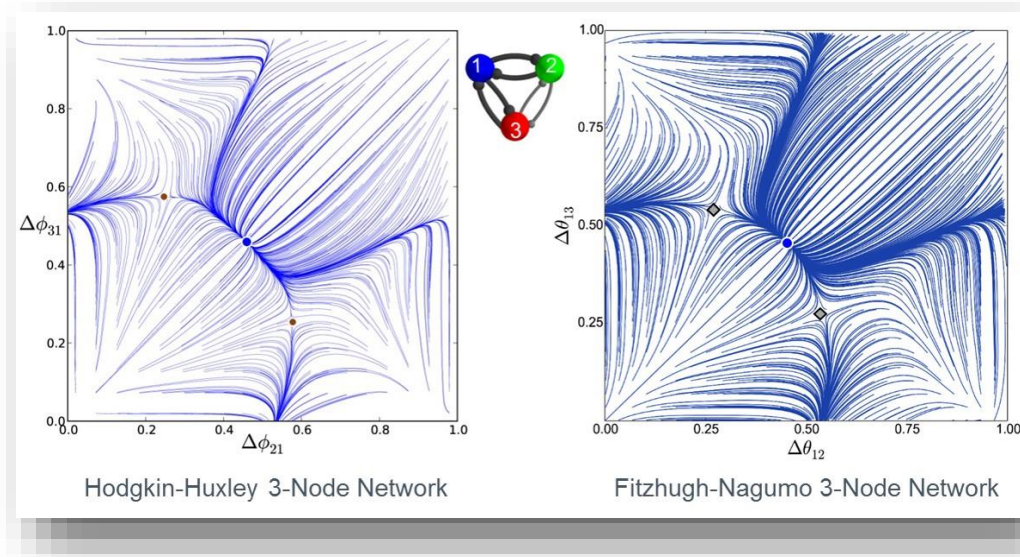 1.0
0.8
0.6
Δϕ31
0.4
0.2
0.0
0.0 0.2 0.4 0.6 0.8 1.0
Δϕ21
Hodgkin-Huxley 3-Node Network
1 2
3
1.00
0.75
Δθ13
0.50
0.25
0.00 0.25 0.50 0.75 1.00
Δθ12
Fitzhugh-Nagumo 3-Node Network